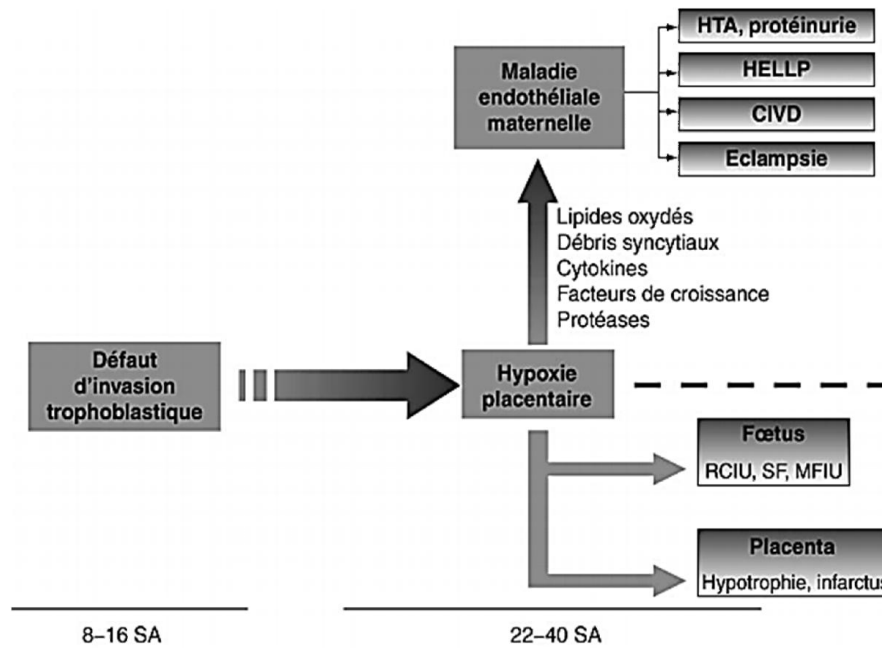 HTA, protéinurie
HELLP
CIVD
Eclampsie
Maladie
endothéliale
maternelle
Lipides oxydés
Débris syncytiaux
Cytokines
Facteurs de croissance
Protéases
Défaut
d'invasion
trophoblastique
Hypoxie
placentaire
Fœtus
RCIU, SF, MFIU
Placenta
Hypotrophie, infarctus
8–16 SA
22–40 SA